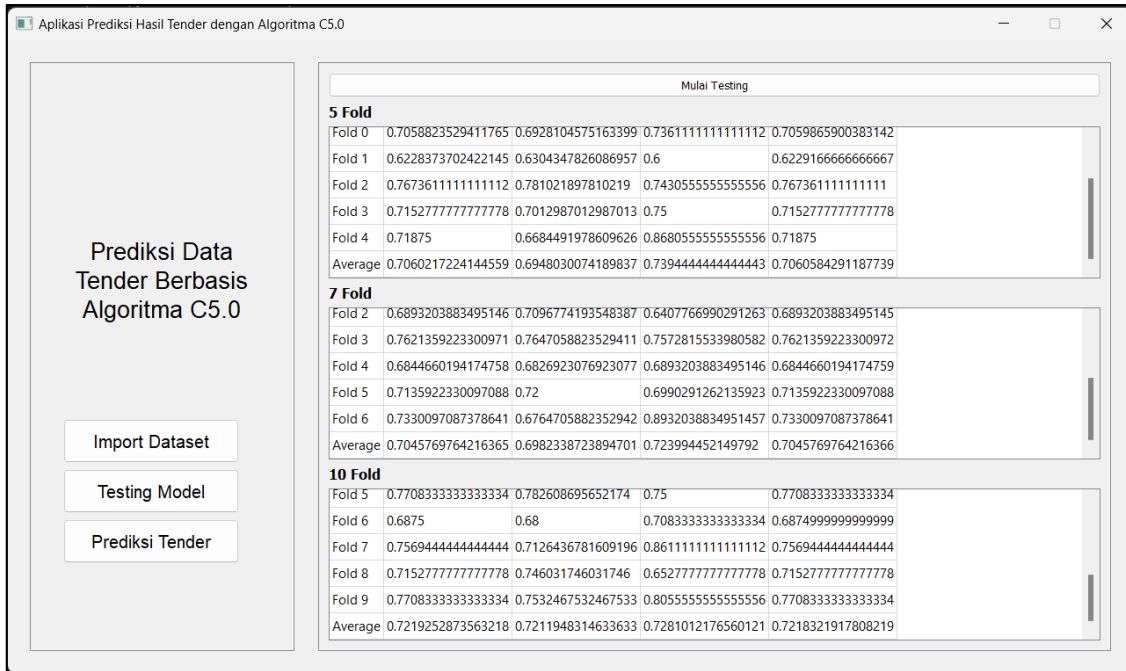 Aplikasi Prediksi Hasil Tender dengan Algoritma C5.0
Prediksi Data
Tender Berbasis
Algoritma C5.0
Import Dataset
Testing Model
Prediksi Tender
Mulai Testing
5 Fold
Fold 0 0.7058823529411765 0.6928104575163399 0.7361111111111112 0.7059865900383142
Fold 1 0.6228373702422145 0.6304347826086957 0.6 0.6229166666666667
Fold 2 0.7673611111111112 0.781021897810219 0.7430555555555556 0.767361111111111
Fold 3 0.7152777777777778 0.7012987012987013 0.75 0.7152777777777778
Fold 4 0.71875 0.6684491978609626 0.8680555555555556 0.71875
Average 0.7060217224144559 0.6948030074189837 0.7394444444444443 0.7060584291187739
7 Fold
Fold 2 0.6893203883495146 0.7096774193548387 0.6407766990291263 0.6893203883495145
Fold 3 0.7621359223300971 0.7647058823529411 0.7572815533980582 0.7621359223300972
Fold 4 0.6844660194174758 0.6826923076923077 0.6893203883495146 0.6844660194174759
Fold 5 0.7135922330097088 0.72 0.6990291262135923 0.7135922330097088
Fold 6 0.7330097087378641 0.6764705882352942 0.8932038834951457 0.7330097087378641
Average 0.704576976421636​5 0.6982338723894701 0.723994452149792 0.7045769764216366
10 Fold
Fold 5 0.7708333333333334 0.782608695652174 0.75 0.7708333333333334
Fold 6 0.6875 0.68 0.7083333333333334 0.6874999999999999
Fold 7 0.7569444444444444 0.7126436781609196 0.8611111111111112 0.7569444444444444
Fold 8 0.7152777777777778 0.746031746031746 0.6527777777777778 0.7152777777777778
Fold 9 0.7708333333333334 0.7532467532467533 0.8055555555555556 0.7708333333333334
Average 0.7219252873563218 0.7211948314633633 0.7281012176560121 0.7218321917808219